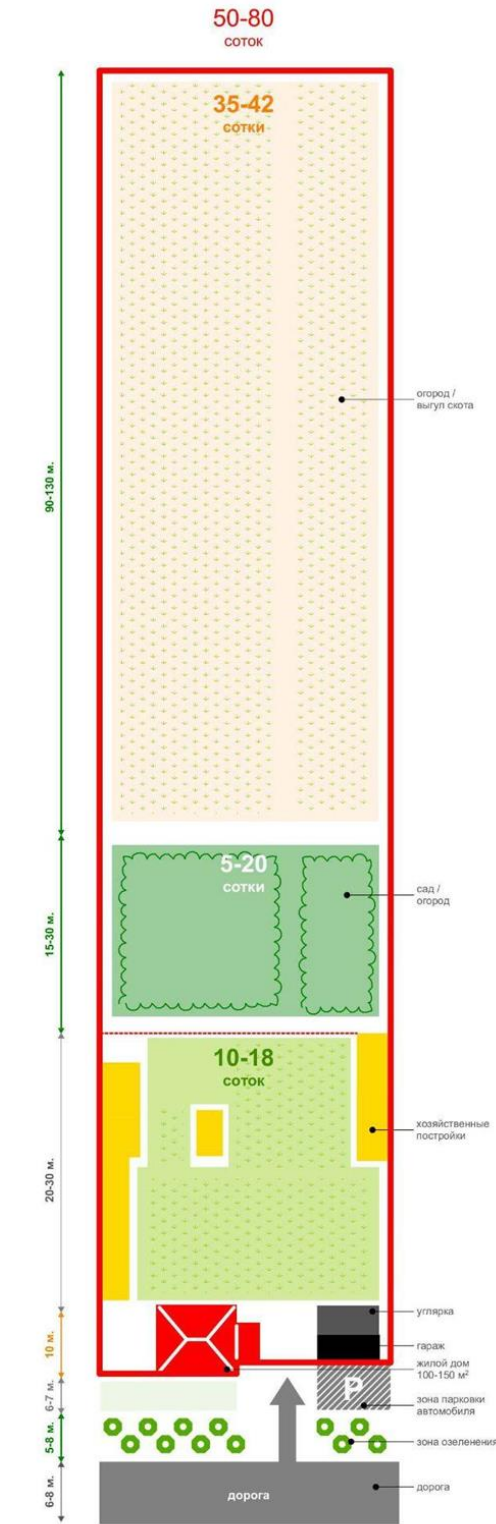 50-80
соток
35-42
сотки
огород /
выгул скота
90-130 м.
5-20
сотки
сад /
огород
15-30 м.
10-18
соток
хозяйственные
постройки
20-30 м.
углярка
гараж
жилой дом
100-150 м²
10 м.
P
зона парковки
автомобиля
6-7 м.
зона озеленения
5-8 м.
дорога
дорога
6-8 м.